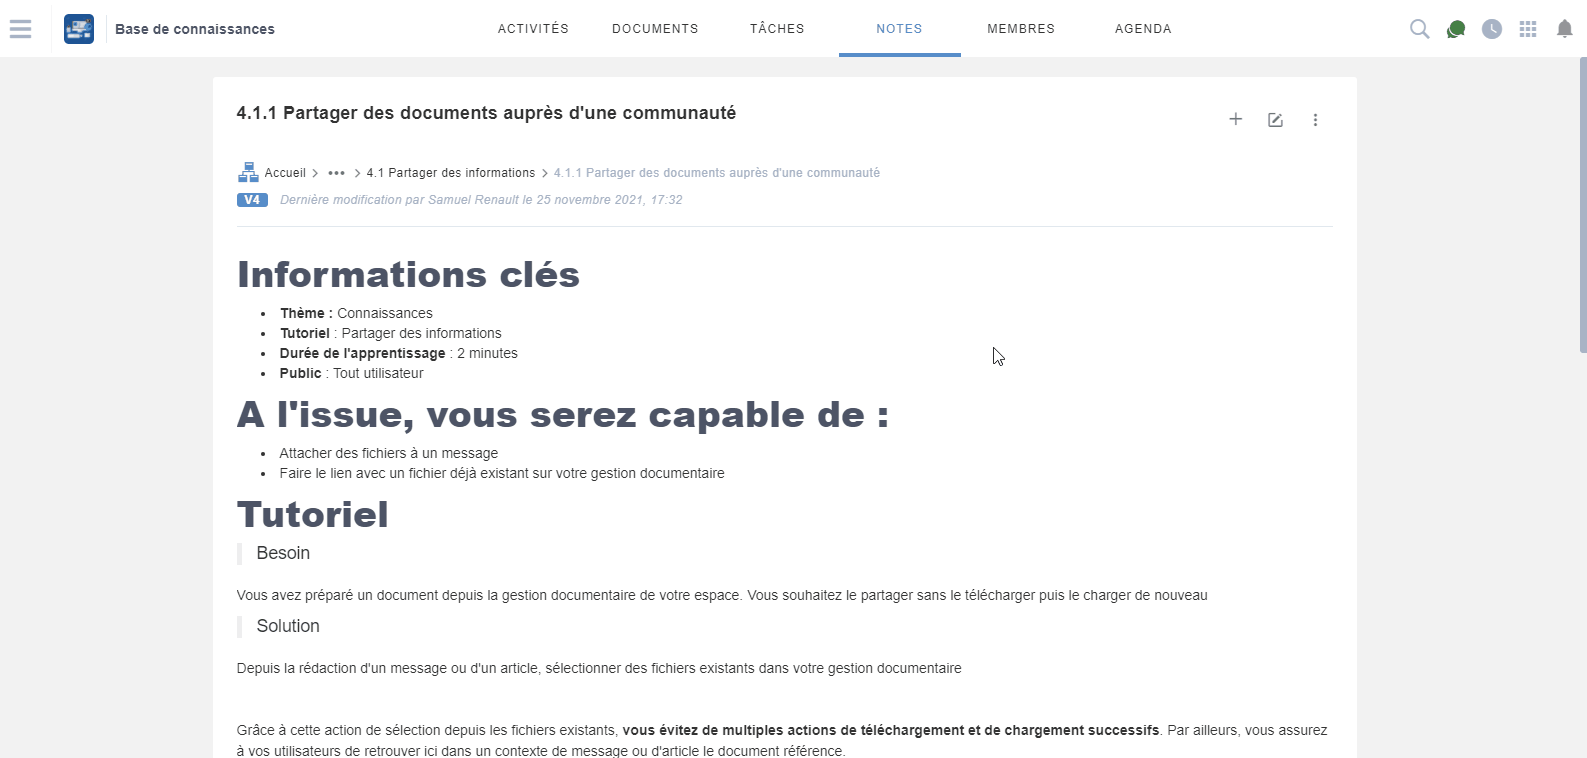 Base de connaissances
ACTIVITÉS DOCUMENTS TÂCHES NOTES MEMBRES AGENDA
4.1.1 Partager des documents auprès d'une communauté
Accueil > ••• > 4.1 Partager des informations > 4.1.1 Partager des documents auprès d'une communauté
V4 Dernière modification par Samuel Renault le 25 novembre 2021, 17:32
Informations clés
• Thème : Connaissances
• Tutoriel : Partager des informations
• Durée de l'apprentissage : 2 minutes
• Public : Tout utilisateur
A l'issue, vous serez capable de :
• Attacher des fichiers à un message
• Faire le lien avec un fichier déjà existant sur votre gestion documentaire
Tutoriel
Besoin
Vous avez préparé un document depuis la gestion documentaire de votre espace. Vous souhaitez le partager sans le télécharger puis le charger de nouveau
Solution
Depuis la rédaction d'un message ou d'un article, sélectionner des fichiers existants dans votre gestion documentaire
Grâce à cette action de sélection depuis les fichiers existants, vous évitez de multiples actions de téléchargement et de chargement successifs. Par ailleurs, vous assurez
à vos utilisateurs de retrouver ici dans un contexte de message ou d'article le document référence.